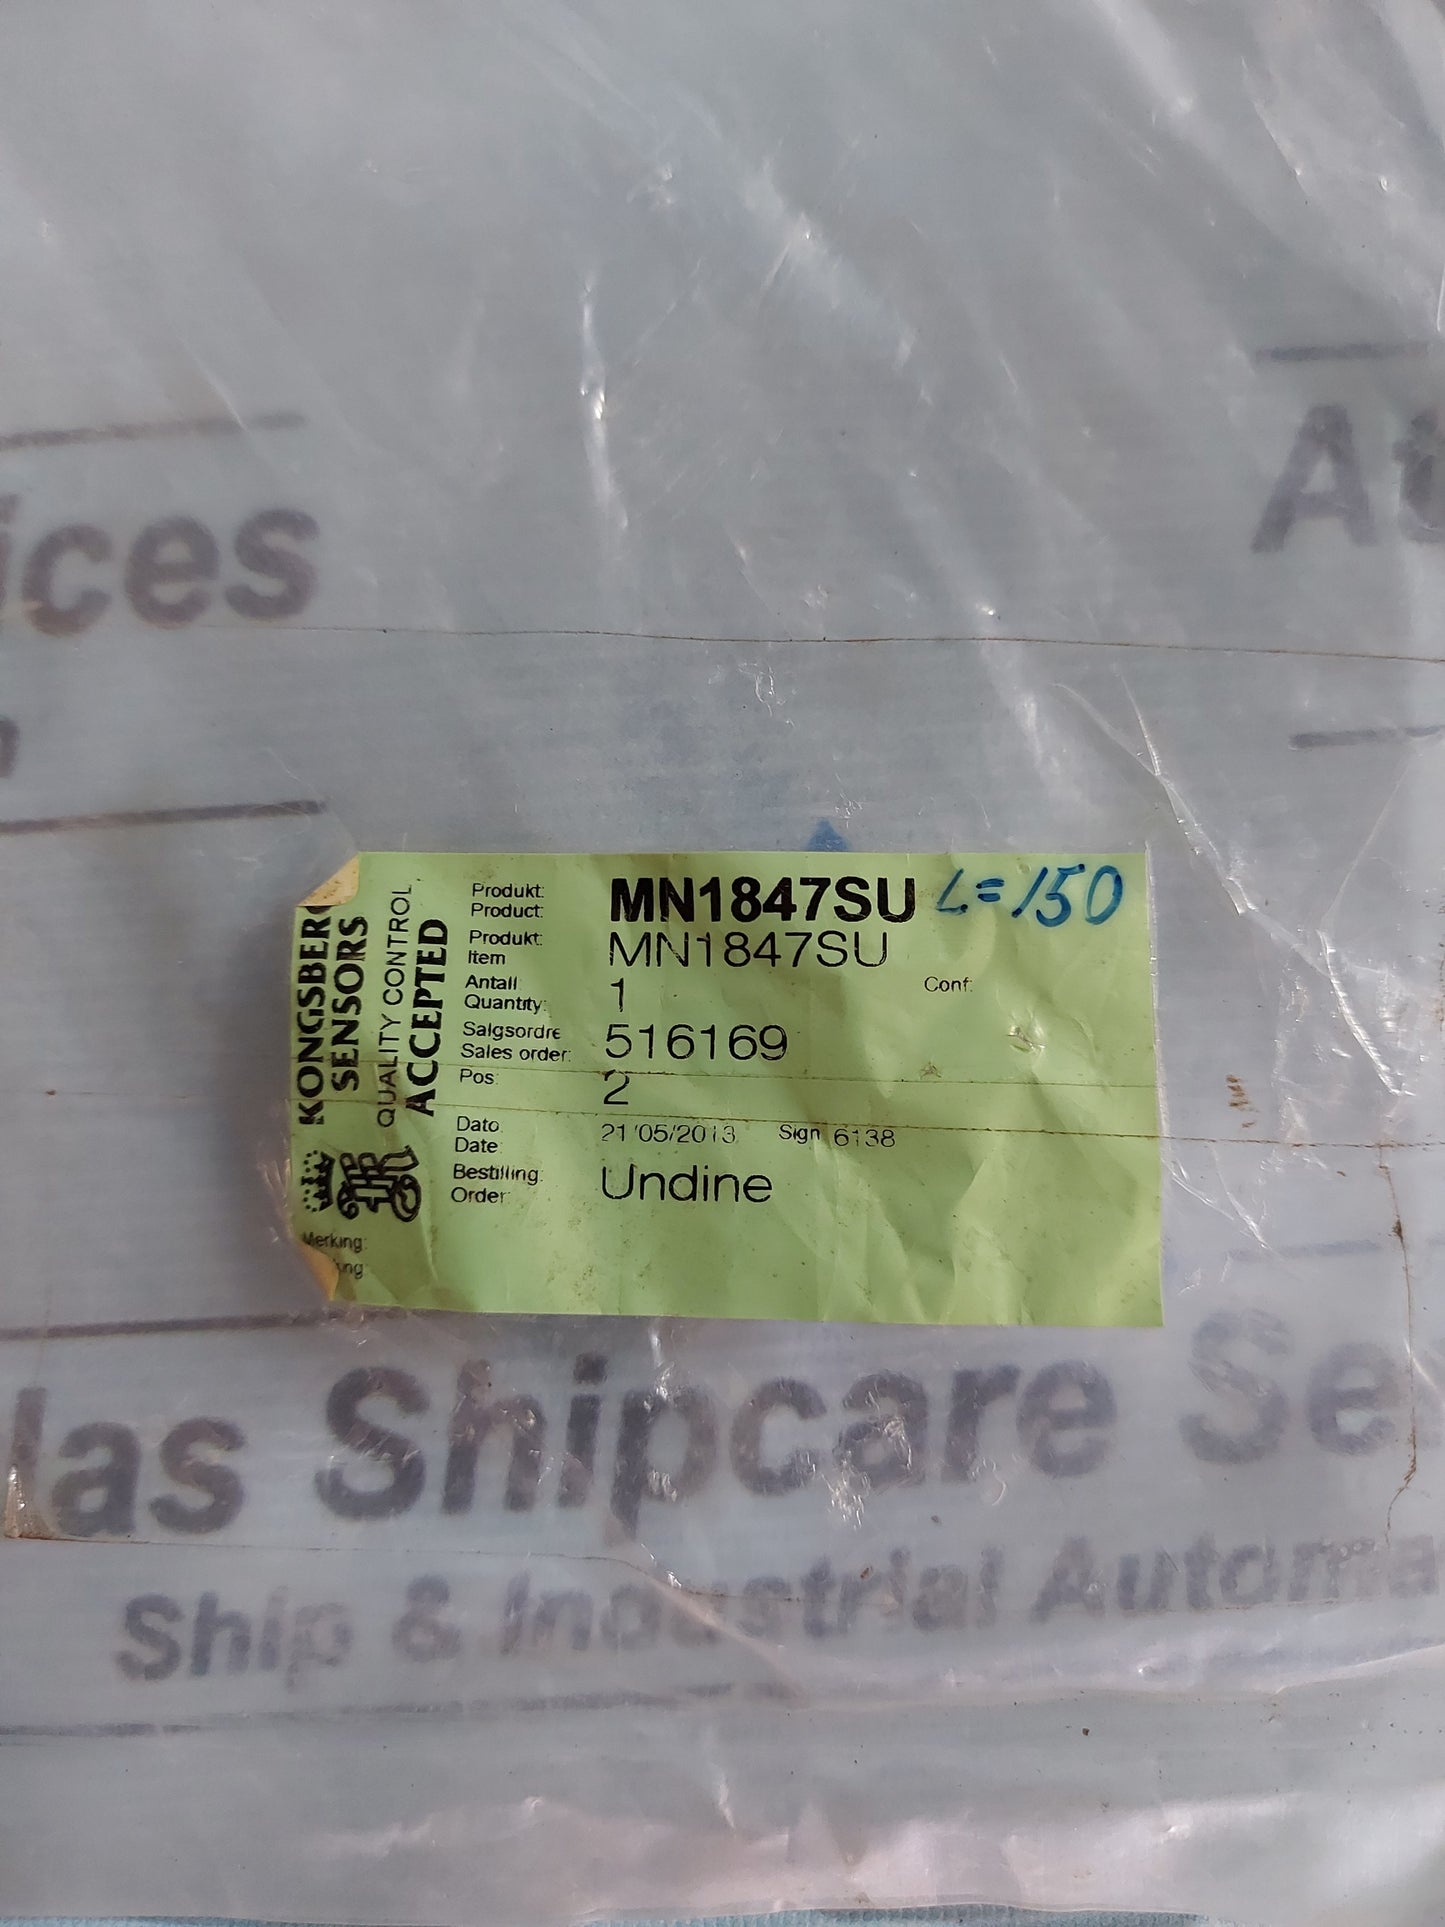 At
ices
n
KONGSBERG
SENSORS
QUALITY CONTROL
ACCEPTED
Produkt: MN1847SU L=150
Product:
Produkt: MN1847SU
Item
Antall: 1 Conf:
Quantity:
Salgsordre 516169
Sales order:
Pos: 2
Dato 21/05/2013 Sign 6138
Date:
Bestilling: Undine
Order:
Merking:
las Shipcare Se
Ship & Industrial Automa